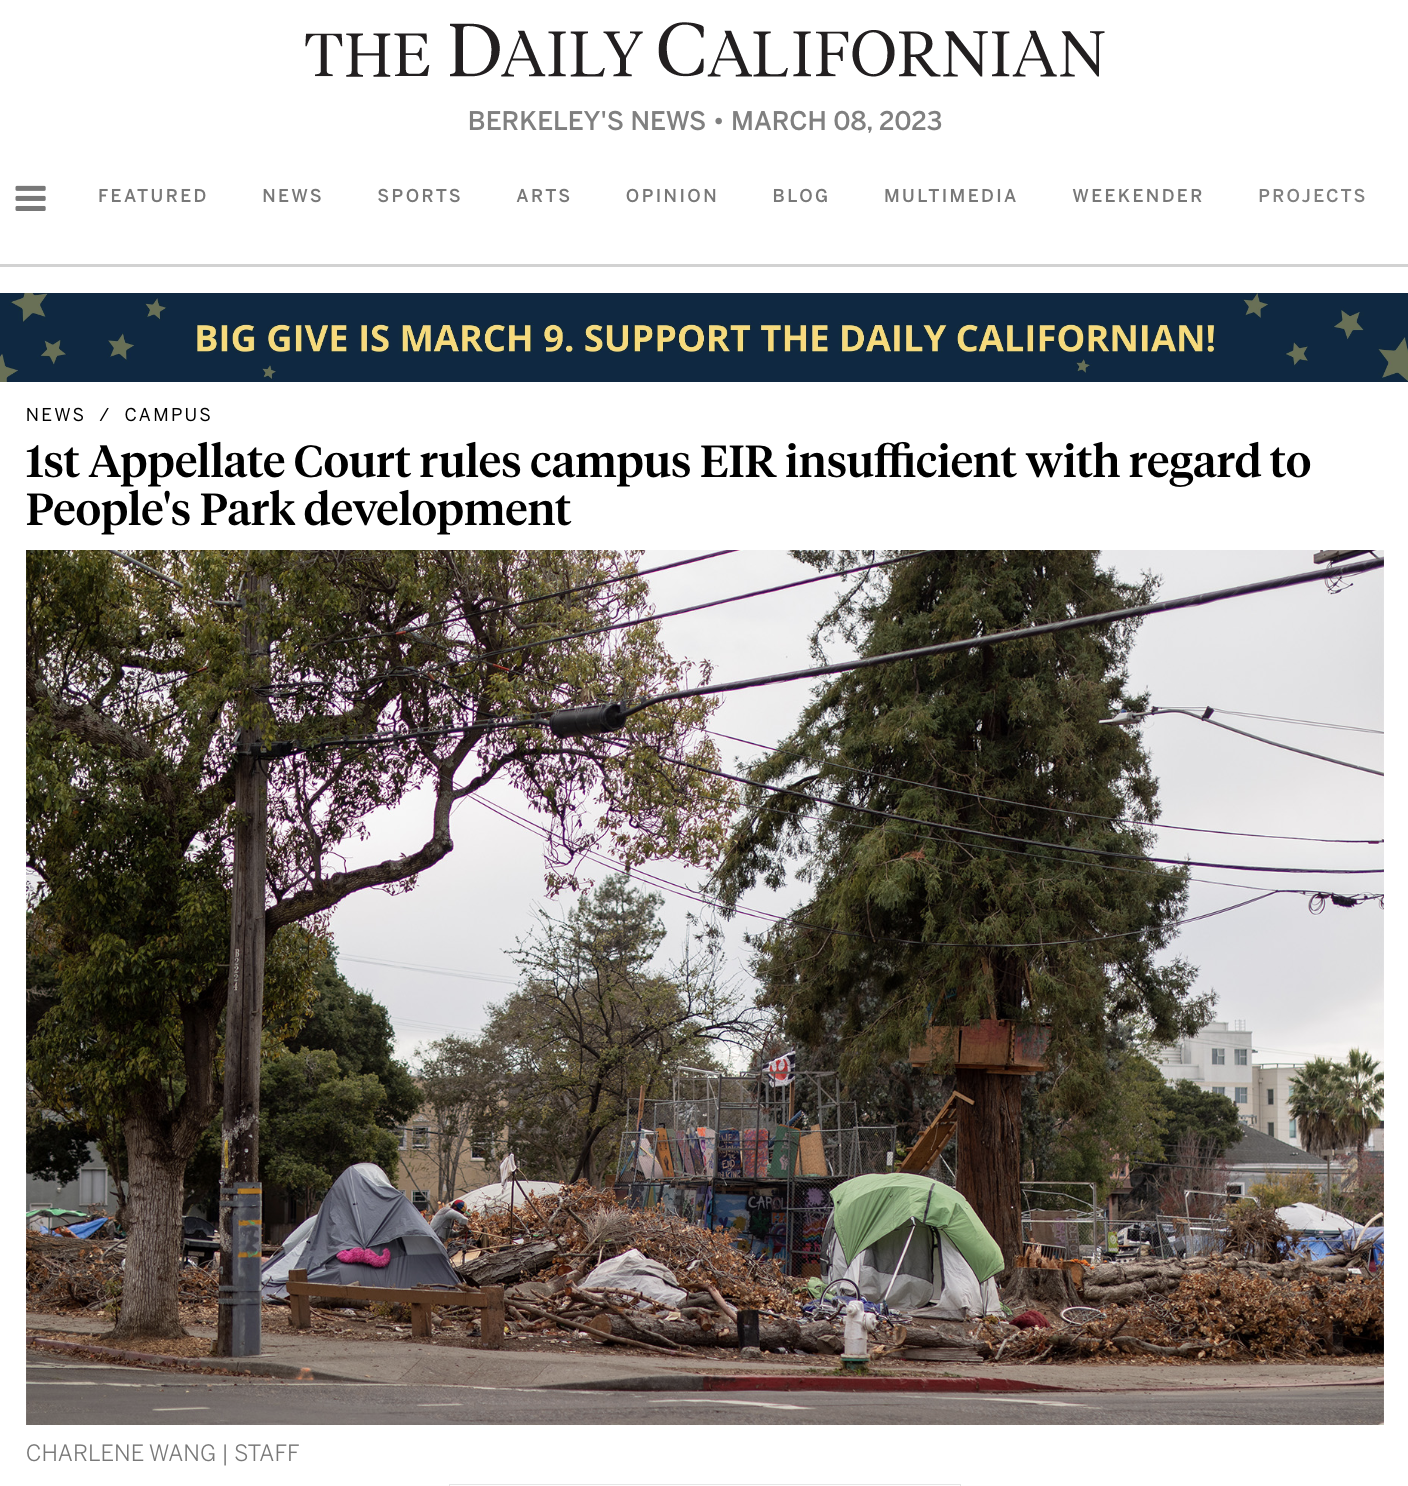 THE DAILY CALIFORNIAN
BERKELEY'S NEWS • MARCH 08, 2023
FEATURED NEWS SPORTS ARTS OPINION BLOG MULTIMEDIA WEEKENDER PROJECTS
BIG GIVE IS MARCH 9. SUPPORT THE DAILY CALIFORNIAN!
NEWS / CAMPUS
1st Appellate Court rules campus EIR insufficient with regard to
People's Park development
CHARLENE WANG | STAFF